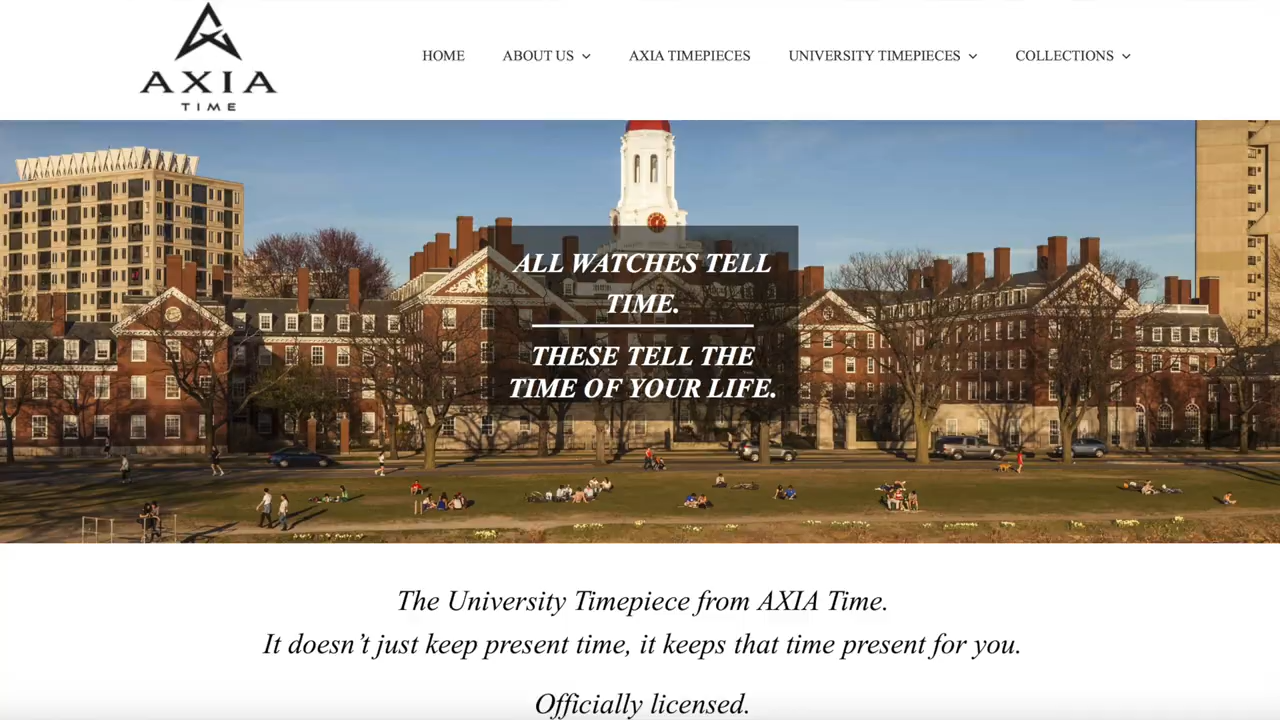 AXIA
TIME
HOME ABOUT US AXIA TIMEPIECES UNIVERSITY TIMEPIECES COLLECTIONS
ALL WATCHES TELL
TIME.
THESE TELL THE
TIME OF YOUR LIFE.
The University Timepiece from AXIA Time.
It doesn’t just keep present time, it keeps that time present for you.
Officially licensed.